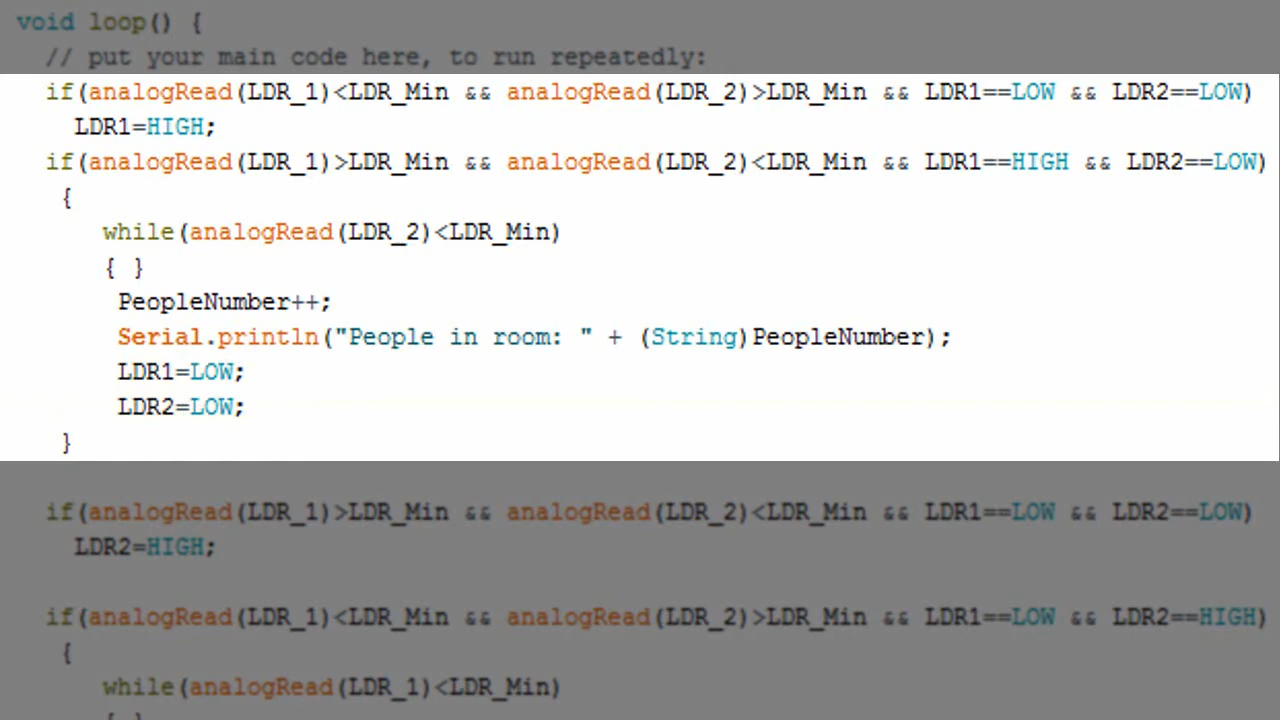 void loop() {
// put your main code here, to run repeatedly:
if(analogRead(LDR_1)<LDR_Min && analogRead(LDR_2)>LDR_Min && LDR1==LOW && LDR2==LOW)
LDR1=HIGH;
if(analogRead(LDR_1)>LDR_Min && analogRead(LDR_2)<LDR_Min && LDR1==HIGH && LDR2==LOW)
{
while(analogRead(LDR_2)<LDR_Min)
{ }
PeopleNumber++;
Serial.println("People in room: " + (String)PeopleNumber);
LDR1=LOW;
LDR2=LOW;
}
if(analogRead(LDR_1)>LDR_Min && analogRead(LDR_2)<LDR_Min && LDR1==LOW && LDR2==LOW)
LDR2=HIGH;
if(analogRead(LDR_1)<LDR_Min && analogRead(LDR_2)>LDR_Min && LDR1==LOW && LDR2==HIGH)
{
while(analogRead(LDR_1)<LDR_Min)
{ }